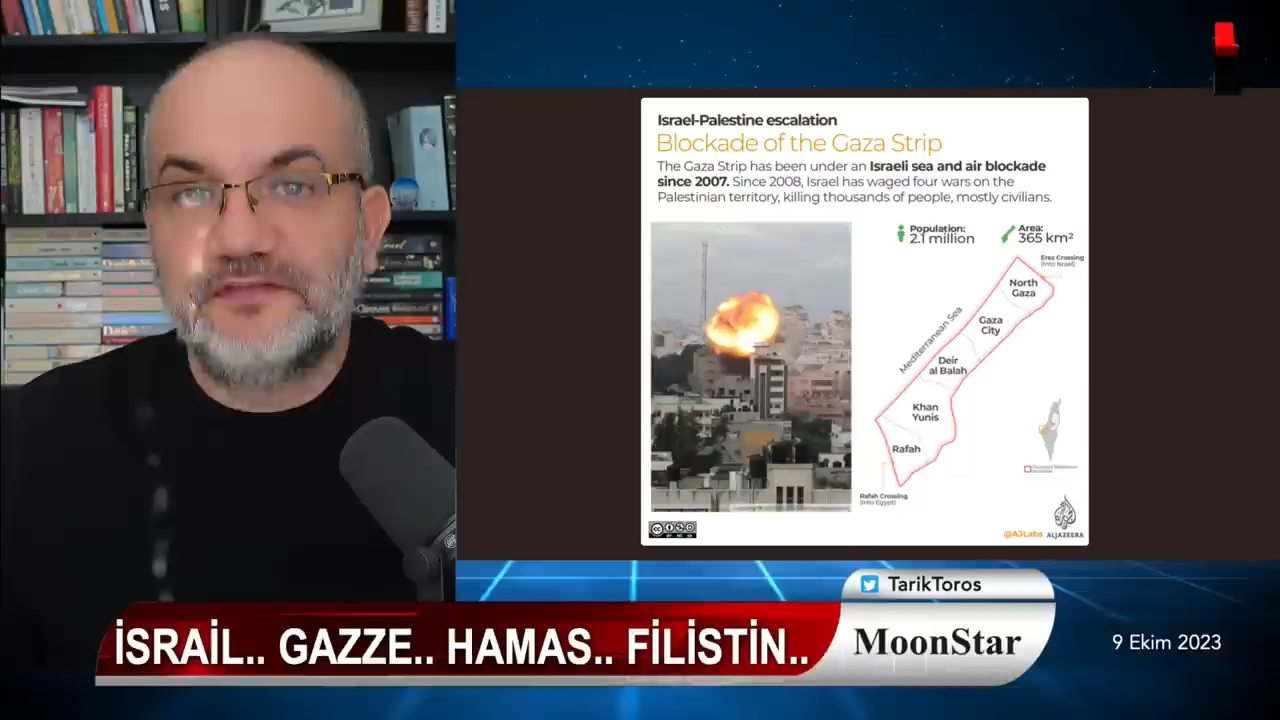 Israel-Palestine escalation
Blockade of the Gaza Strip
The Gaza Strip has been under an Israeli sea and air blockade
since 2007. Since 2008, Israel has waged four wars on the
Palestinian territory, killing thousands of people, mostly civilians.
Population:
2.1 million
Area:
365 km²
Erez Crossing
(Into Israel)
North
Gaza
Gaza
City
Mediterranean Sea
Deir
al Balah
Khan
Yunis
Rafah
Rafah Crossing
(Into Egypt)
@AJLabs
ALJAZEERA
TarikToros
İSRAİL.. GAZZE.. HAMAS.. FİLİSTİN..
MoonStar
9 Ekim 2023